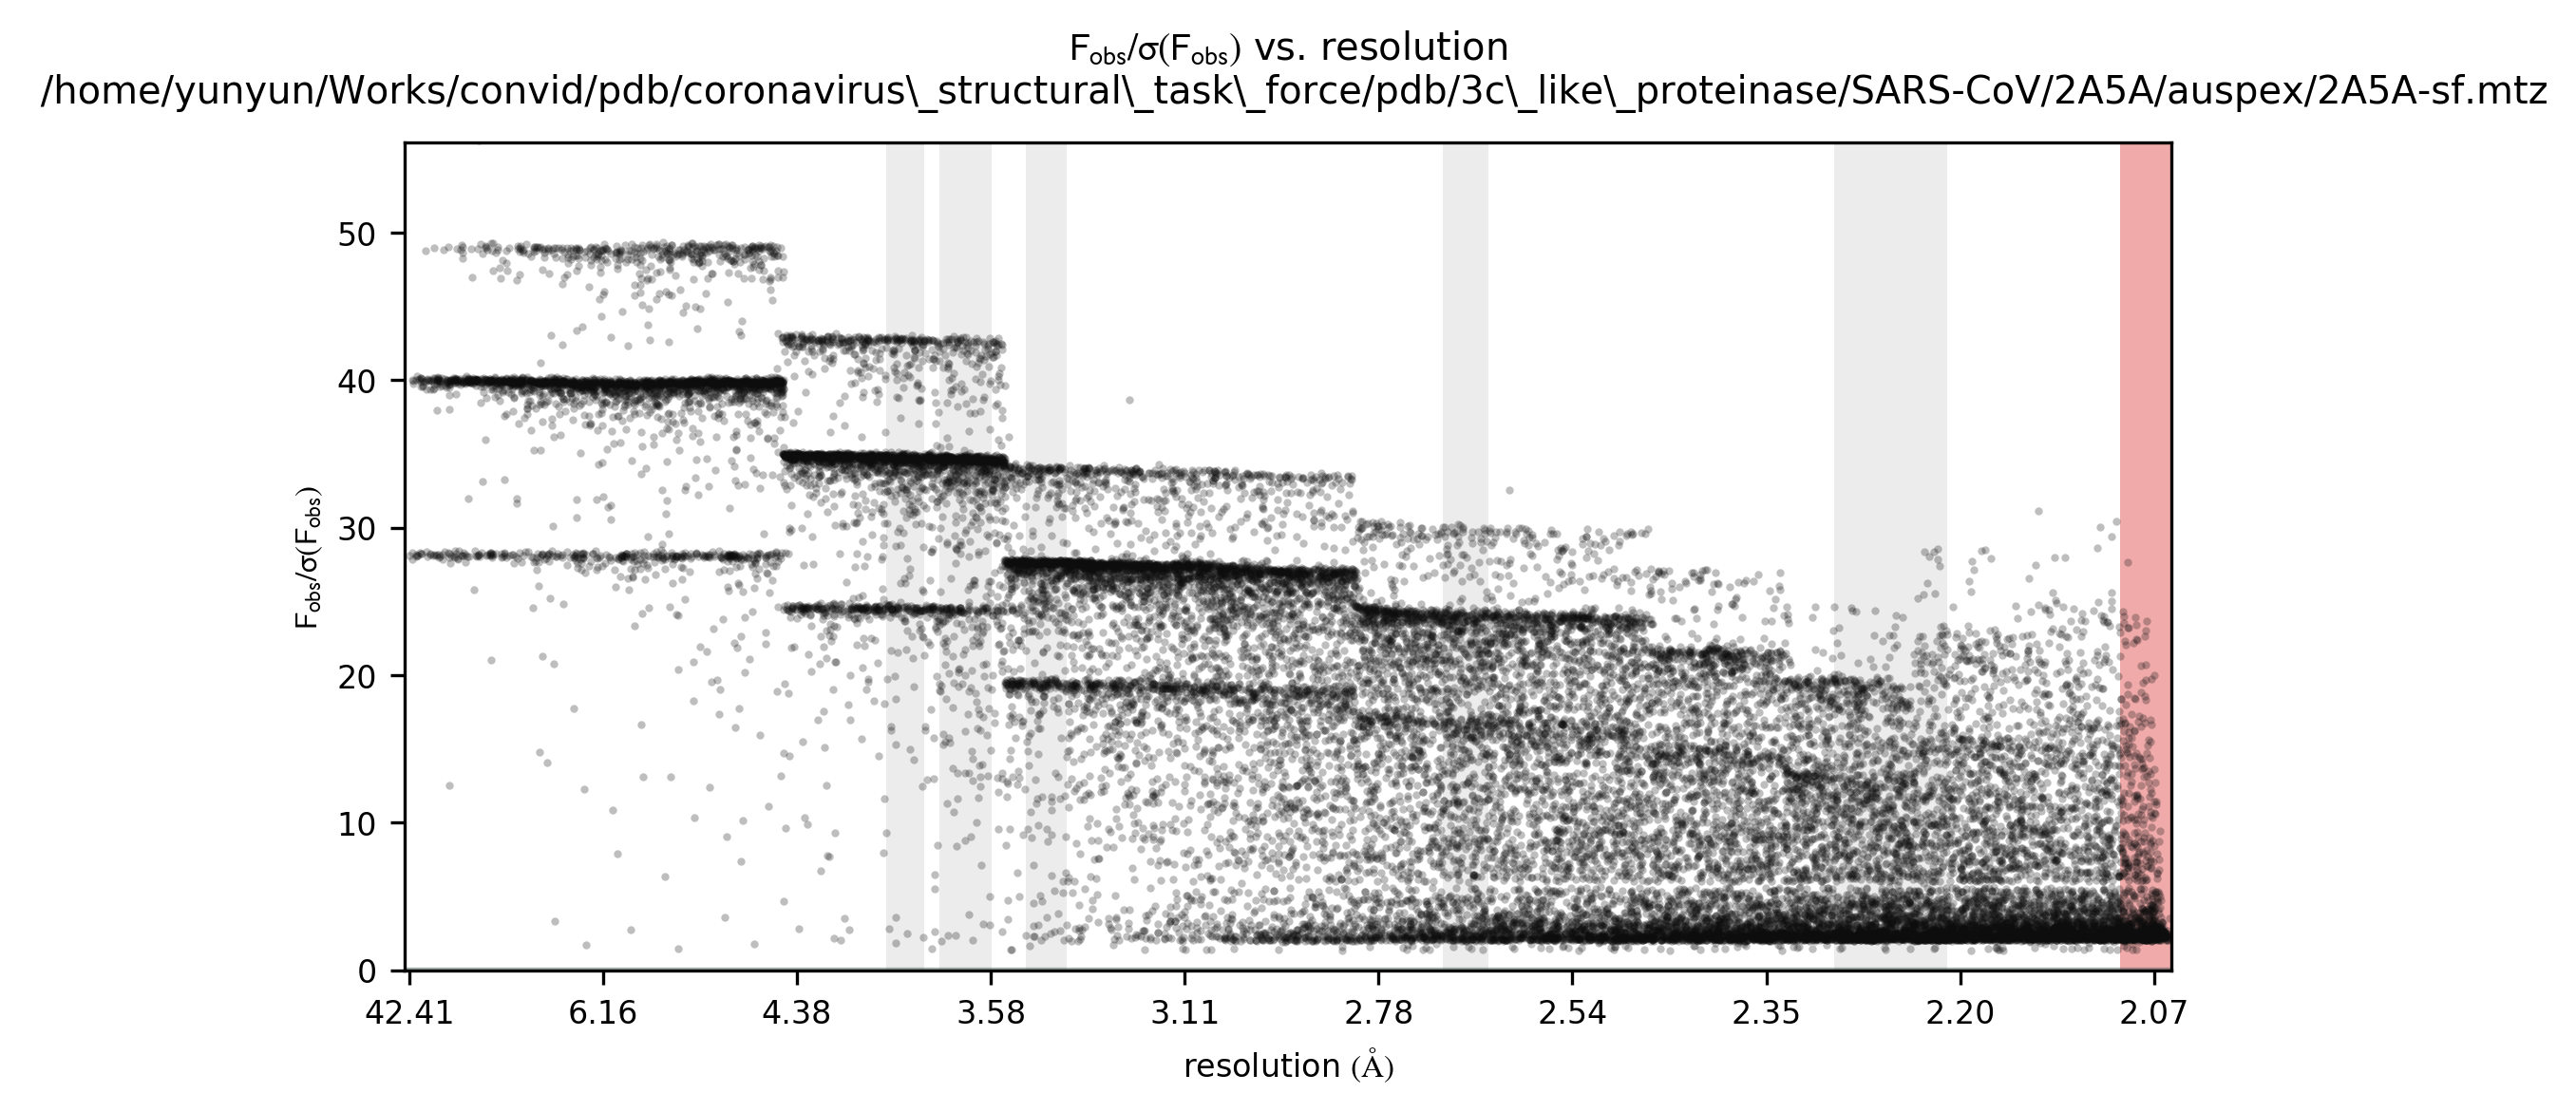 Fobs/σ(Fobs) vs. resolution
/home/yunyun/Works/convid/pdb/coronavirus\_structural\_task\_force/pdb/3c\_like\_proteinase/SARS-CoV/2A5A/auspex/2A5A-sf.mtz
Fobs/σ(Fobs)
50
40
30
20
10
0
42.41 6.16 4.38 3.58 3.11 2.78 2.54 2.35 2.20 2.07
resolution (Å)